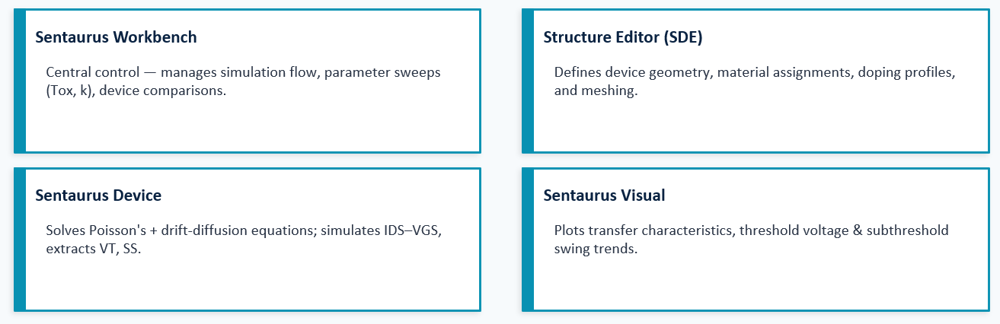 Sentaurus Workbench
Central control — manages simulation flow, parameter sweeps
(Tox, k), device comparisons.
Structure Editor (SDE)
Defines device geometry, material assignments, doping profiles,
and meshing.
Sentaurus Device
Solves Poisson's + drift-diffusion equations; simulates IDS–VGS,
extracts VT, SS.
Sentaurus Visual
Plots transfer characteristics, threshold voltage & subthreshold
swing trends.